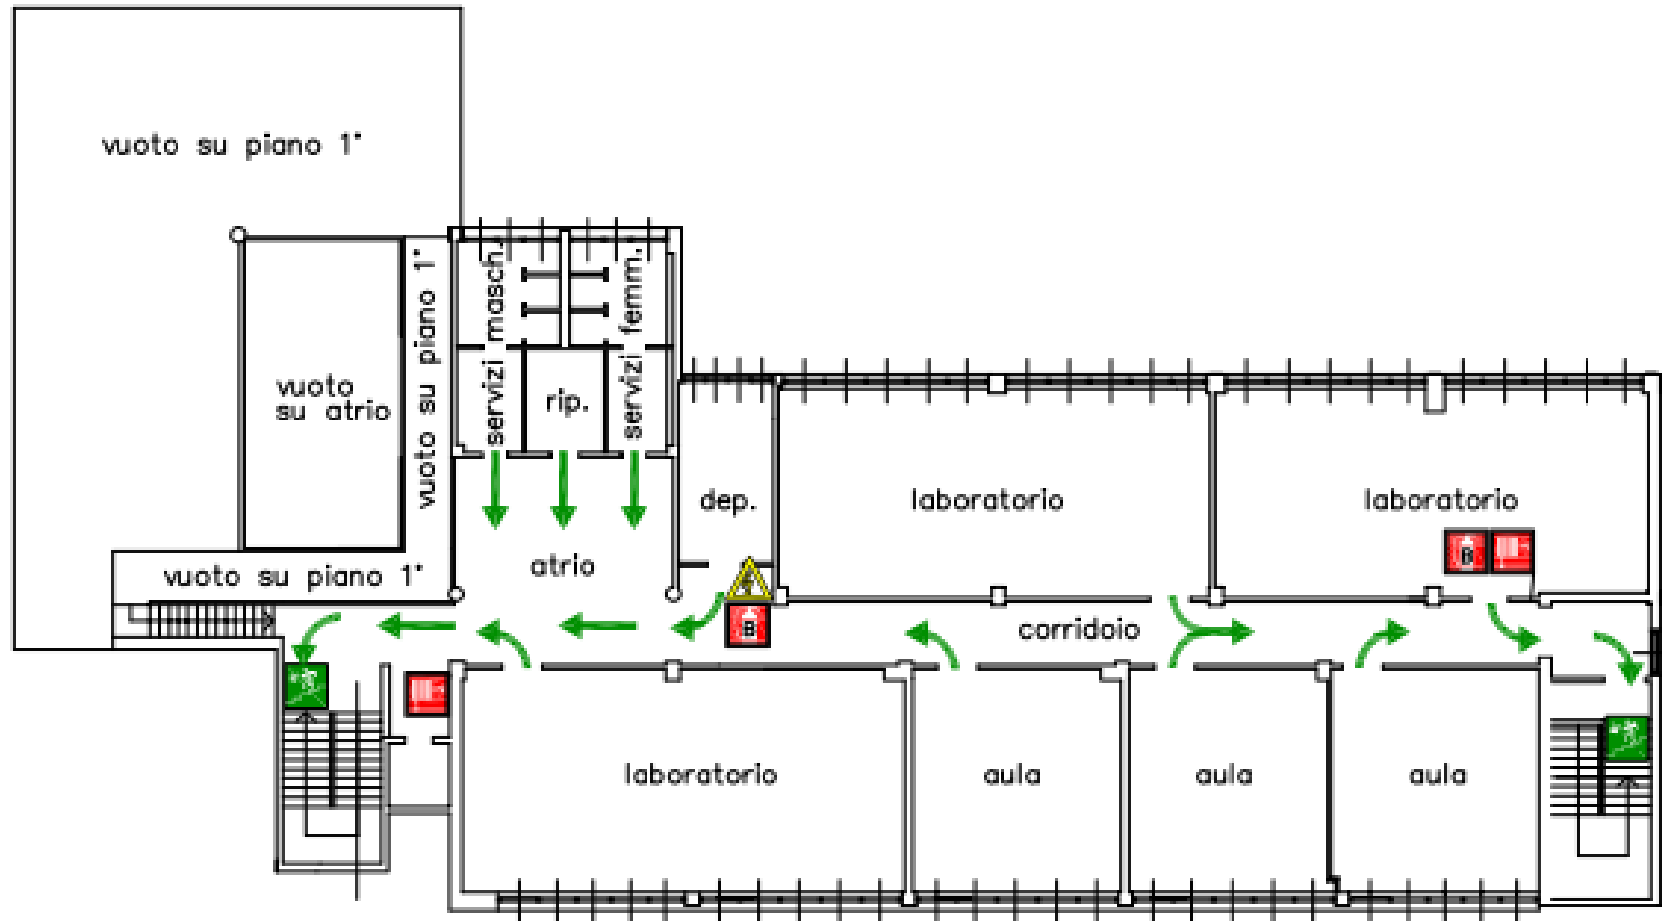 vuoto su piano 1°
vuoto su piano 1°
servizi masch.
servizi femm.
vuoto
su atrio
rip.
dep.
laboratorio
laboratorio
B
atrio
vuoto su piano 1°
B
corridoio
laboratorio
aula
aula
aula